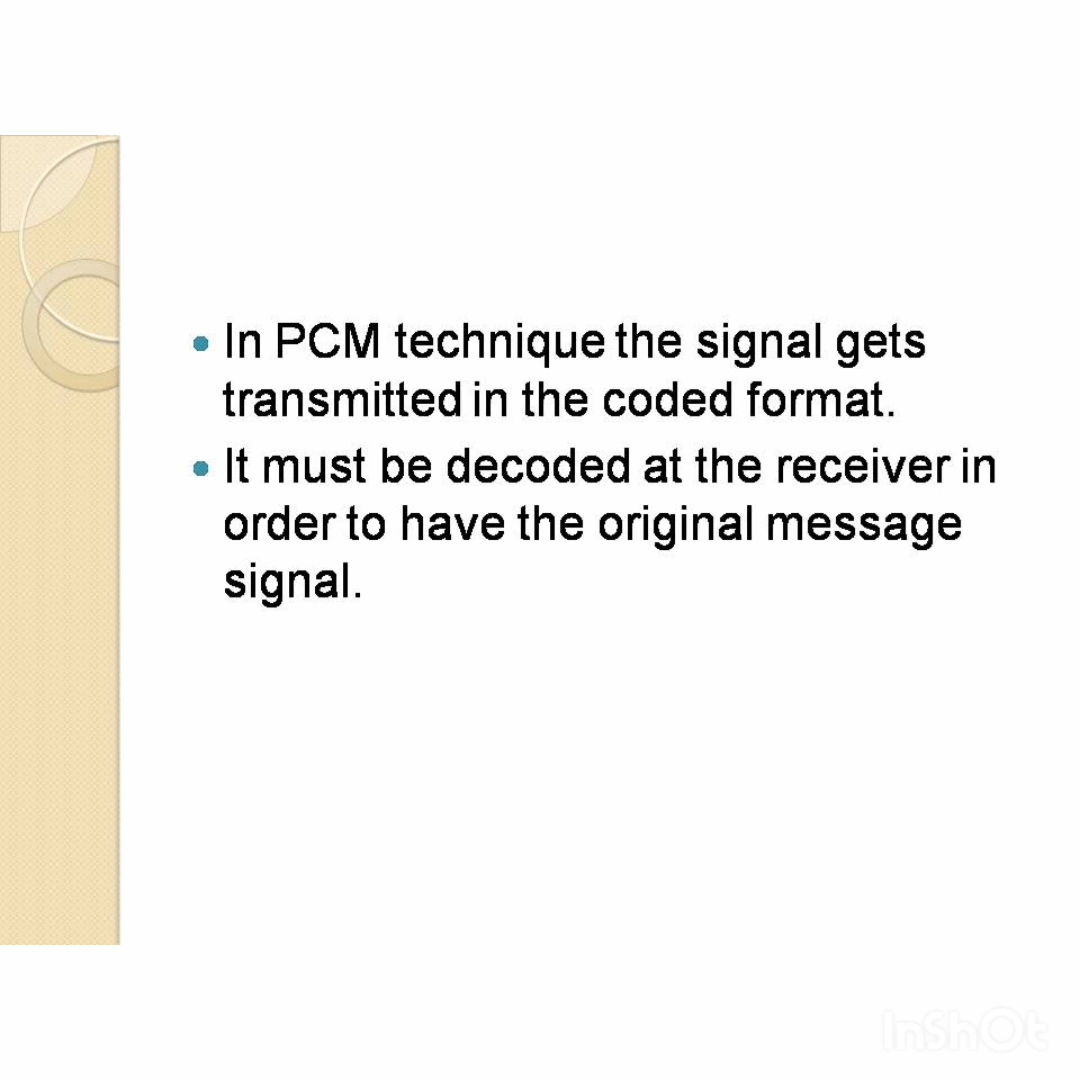 • In PCM technique the signal gets
transmitted in the coded format.
• It must be decoded at the receiver in
order to have the original message
signal.
InShOt